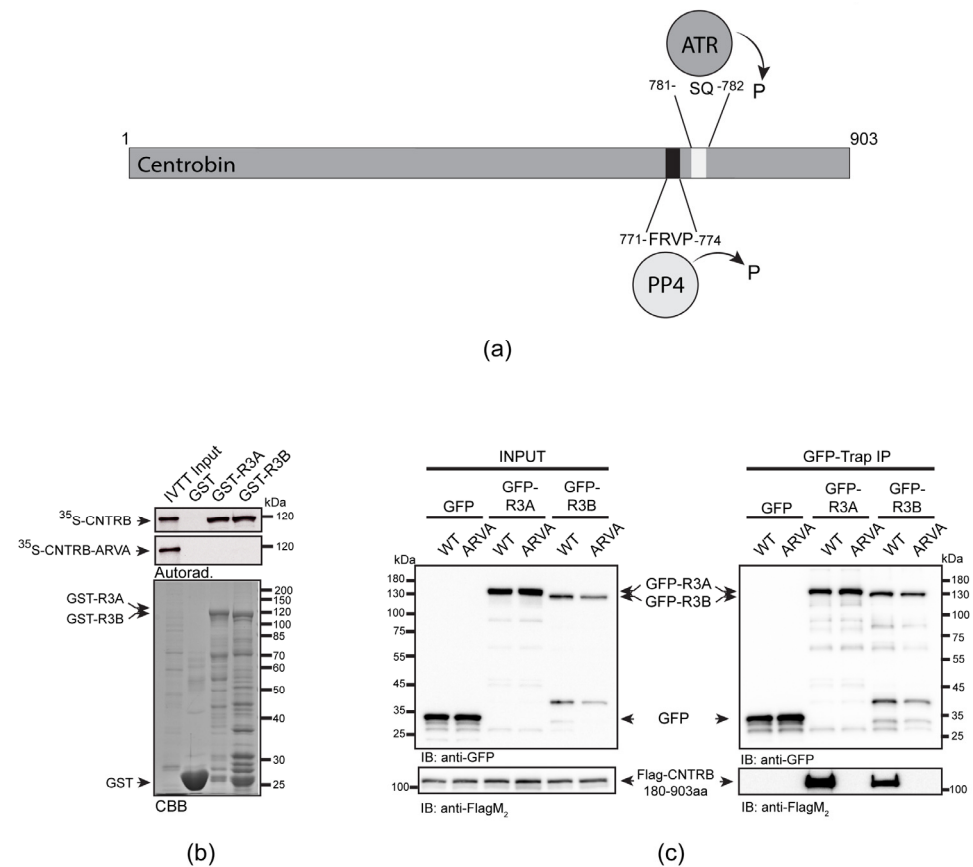 ATR
781- SQ -782 P
1 903
Centrobin
771- FRVP -774
PP4 P
(a)
IVTT Input GST GST-R3A GST-R3B
kDa
35S-CNTRB 120
35S-CNTRB-ARVA 120
Autorad.
GST-R3A
GST-R3B
200
150
120
100
85
70
60
50
40
30
25
GST
CBB
(b)
INPUT
GFP GFP-R3A GFP-R3B
WT ARVA WT ARVA WT ARVA
kDa
180
130
100
75
55
45
35
25
IB: anti-GFP
100
IB: anti-FlagM2
GFP-R3A
GFP-R3B
GFP
Flag-CNTRB
180-903aa
GFP-Trap IP
GFP GFP-R3A GFP-R3B
WT ARVA WT ARVA WT ARVA
kDa
180
130
100
75
55
45
35
25
IB: anti-GFP
100
IB: anti-FlagM2
(c)